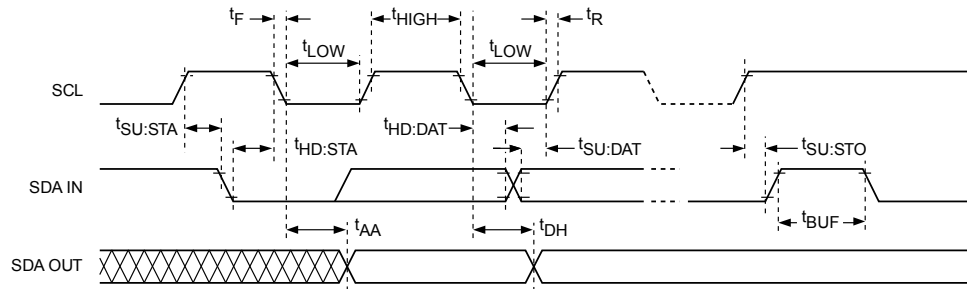 tF tHIGH tR
tLOW tLOW
SCL
tSU:STA tHD:STA tHD:DAT tSU:DAT tSU:STO
SDA IN
tAA tDH tBUF
SDA OUT